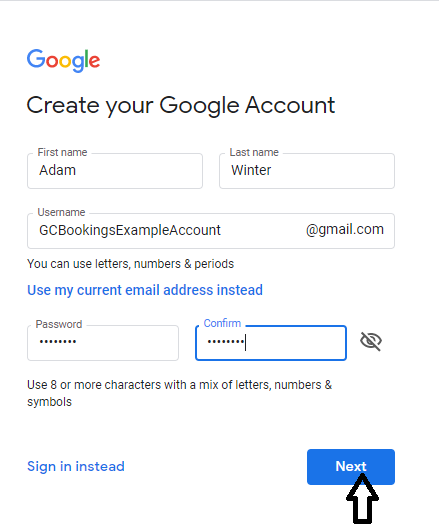 Google
Create your Google Account
First name
Adam
Last name
Winter
Username
GCBookingsExampleAccount @gmail.com
You can use letters, numbers & periods
Use my current email address instead
Password
••••••••
Confirm
••••••••
Use 8 or more characters with a mix of letters, numbers &
symbols
Sign in instead
Next